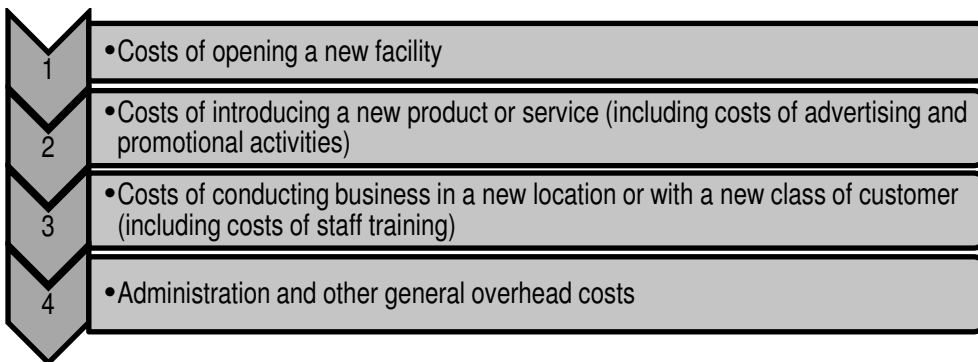 1
•Costs of opening a new facility
2
•Costs of introducing a new product or service (including costs of advertising and
promotional activities)
3
•Costs of conducting business in a new location or with a new class of customer
(including costs of staff training)
4
•Administration and other general overhead costs